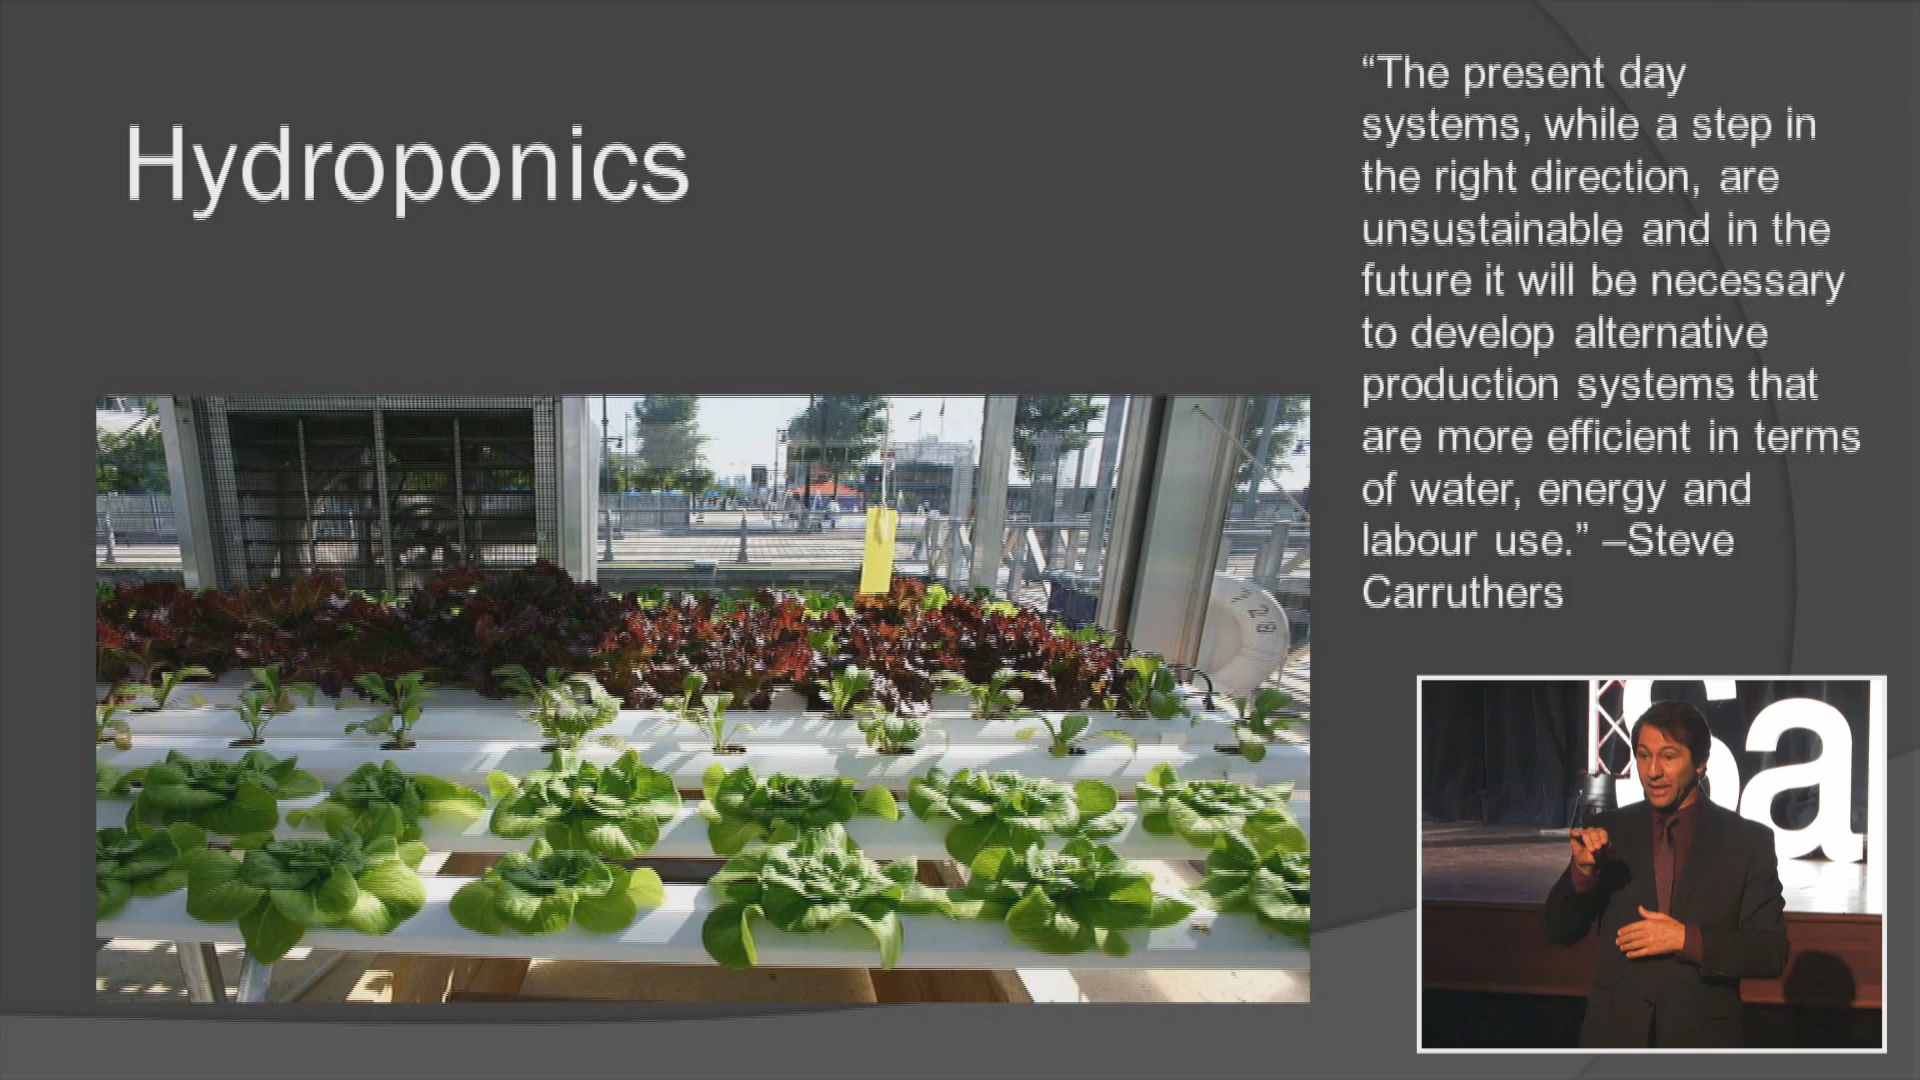 Hydroponics
“The present day
systems, while a step in
the right direction, are
unsustainable and in the
future it will be necessary
to develop alternative
production systems that
are more efficient in terms
of water, energy and
labour use.” –Steve
Carruthers
Sa